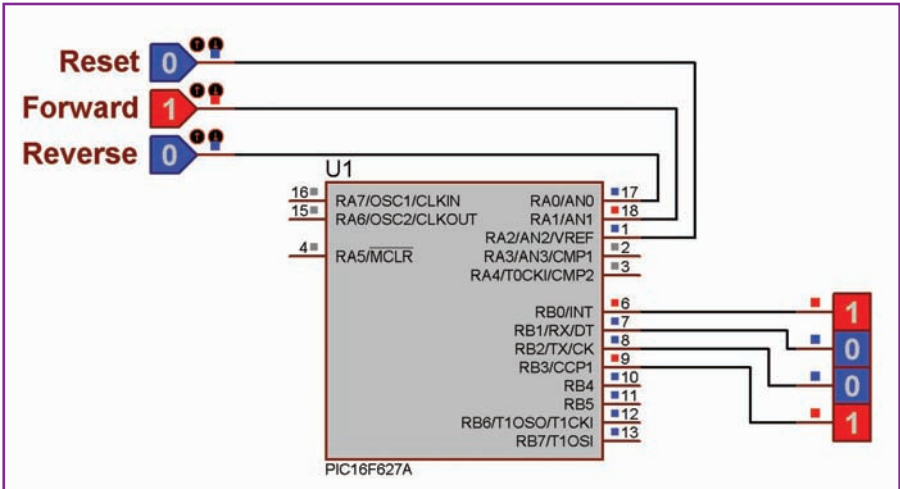 Reset 0
Forward 1
Reverse 0
U1
16 RA7/OSC1/CLKIN RA0/AN0 17
15 RA6/OSC2/CLKOUT RA1/AN1 18
RA2/AN2/VREF 1
4 RA5/MCLR RA3/AN3/CMP1 2
RA4/T0CKI/CMP2 3
RB0/INT 6 1
RB1/RX/DT 7 0
RB2/TX/CK 8 0
RB3/CCP1 9 1
RB4 10
RB5 11
RB6/T1OSO/T1CKI 12
RB7/T1OSI 13
PIC16F627A